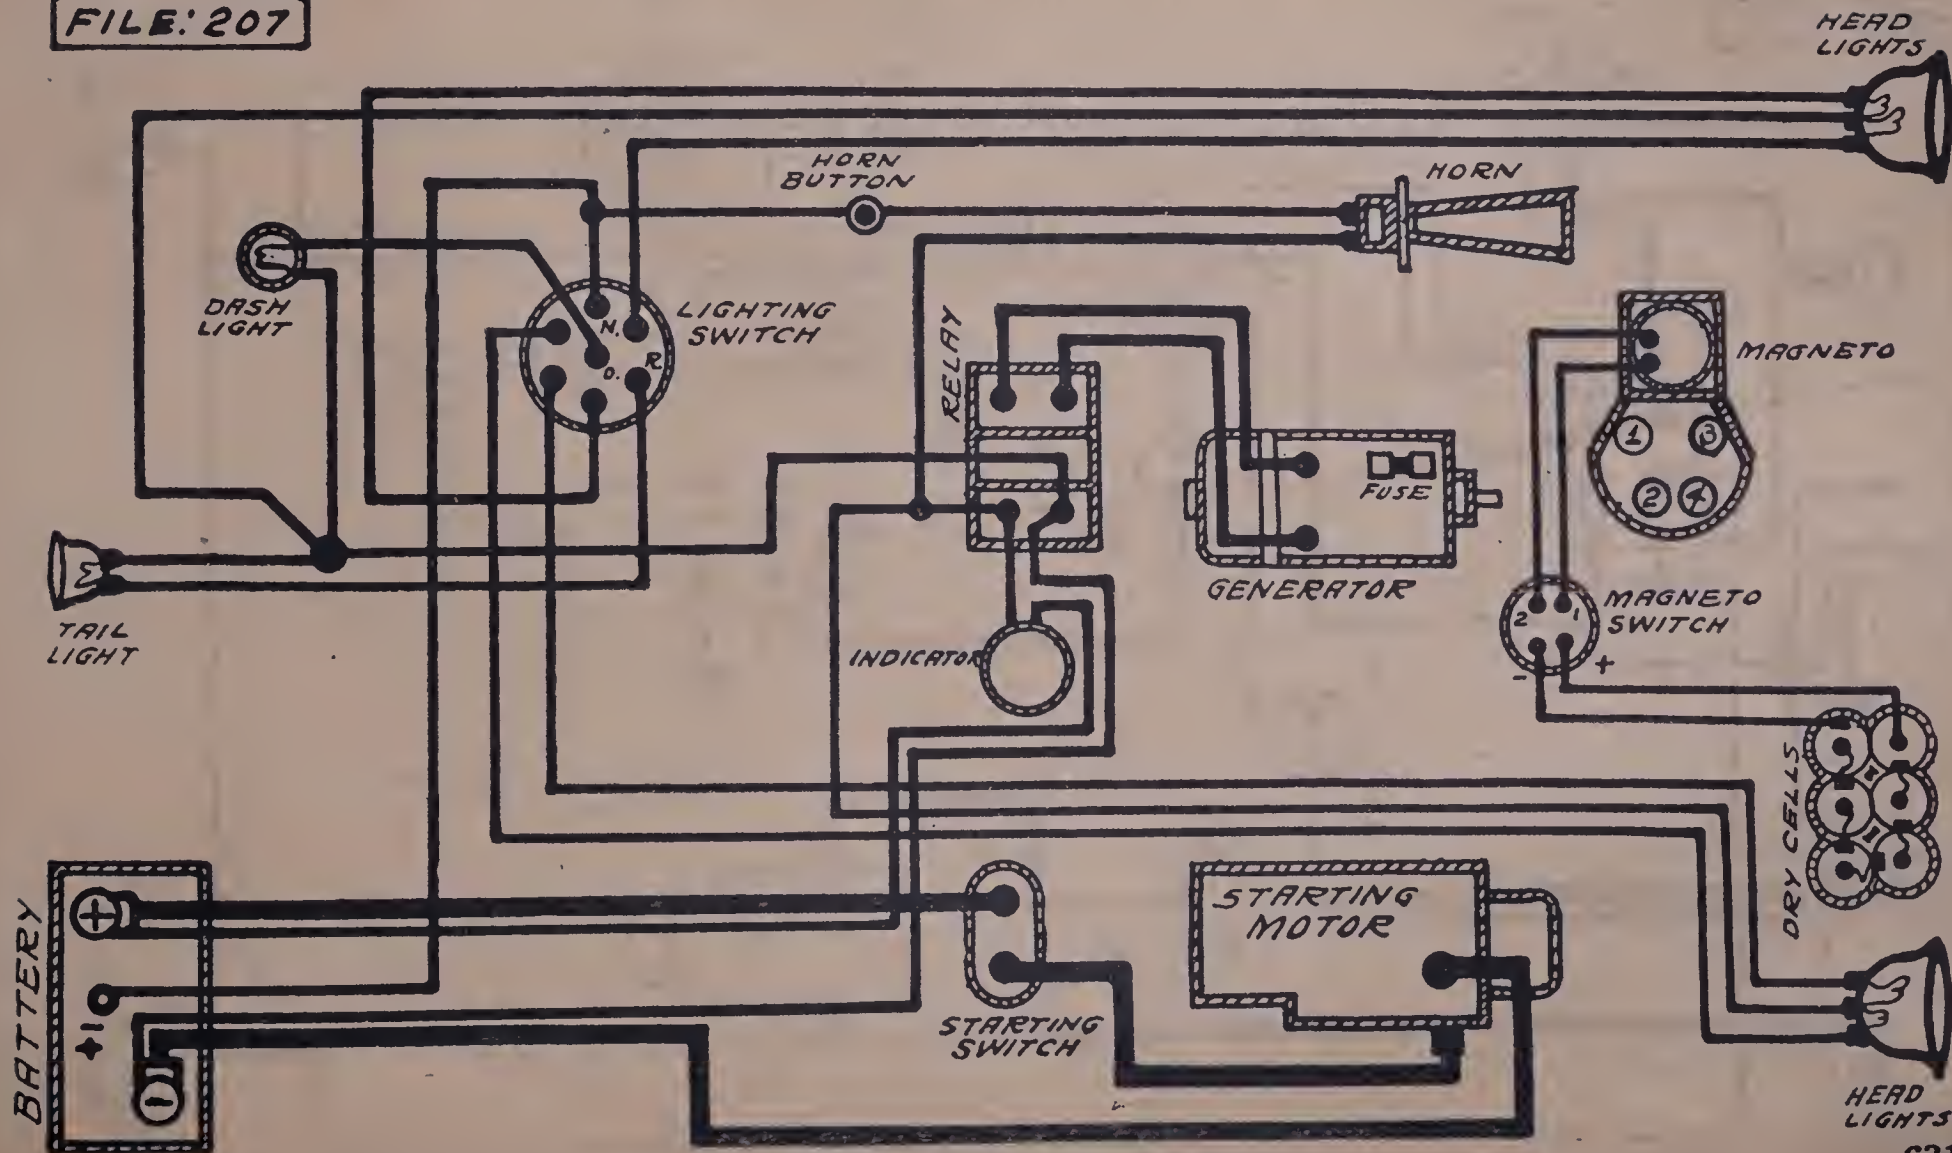 FILE: 207
HEAD
LIGHTS
HORN
BUTTON
HORN
DASH
LIGHT
LIGHTING
SWITCH
N.
O.
R.
RELAY
MAGNETO
1
3
2
4
FUSE
GENERATOR
TAIL
LIGHT
INDICATOR
MAGNETO
SWITCH
2
1
-
+
DRY CELLS
BATTERY
+
+|
-
STARTING
SWITCH
STARTING
MOTOR
HEAD
LIGHTS